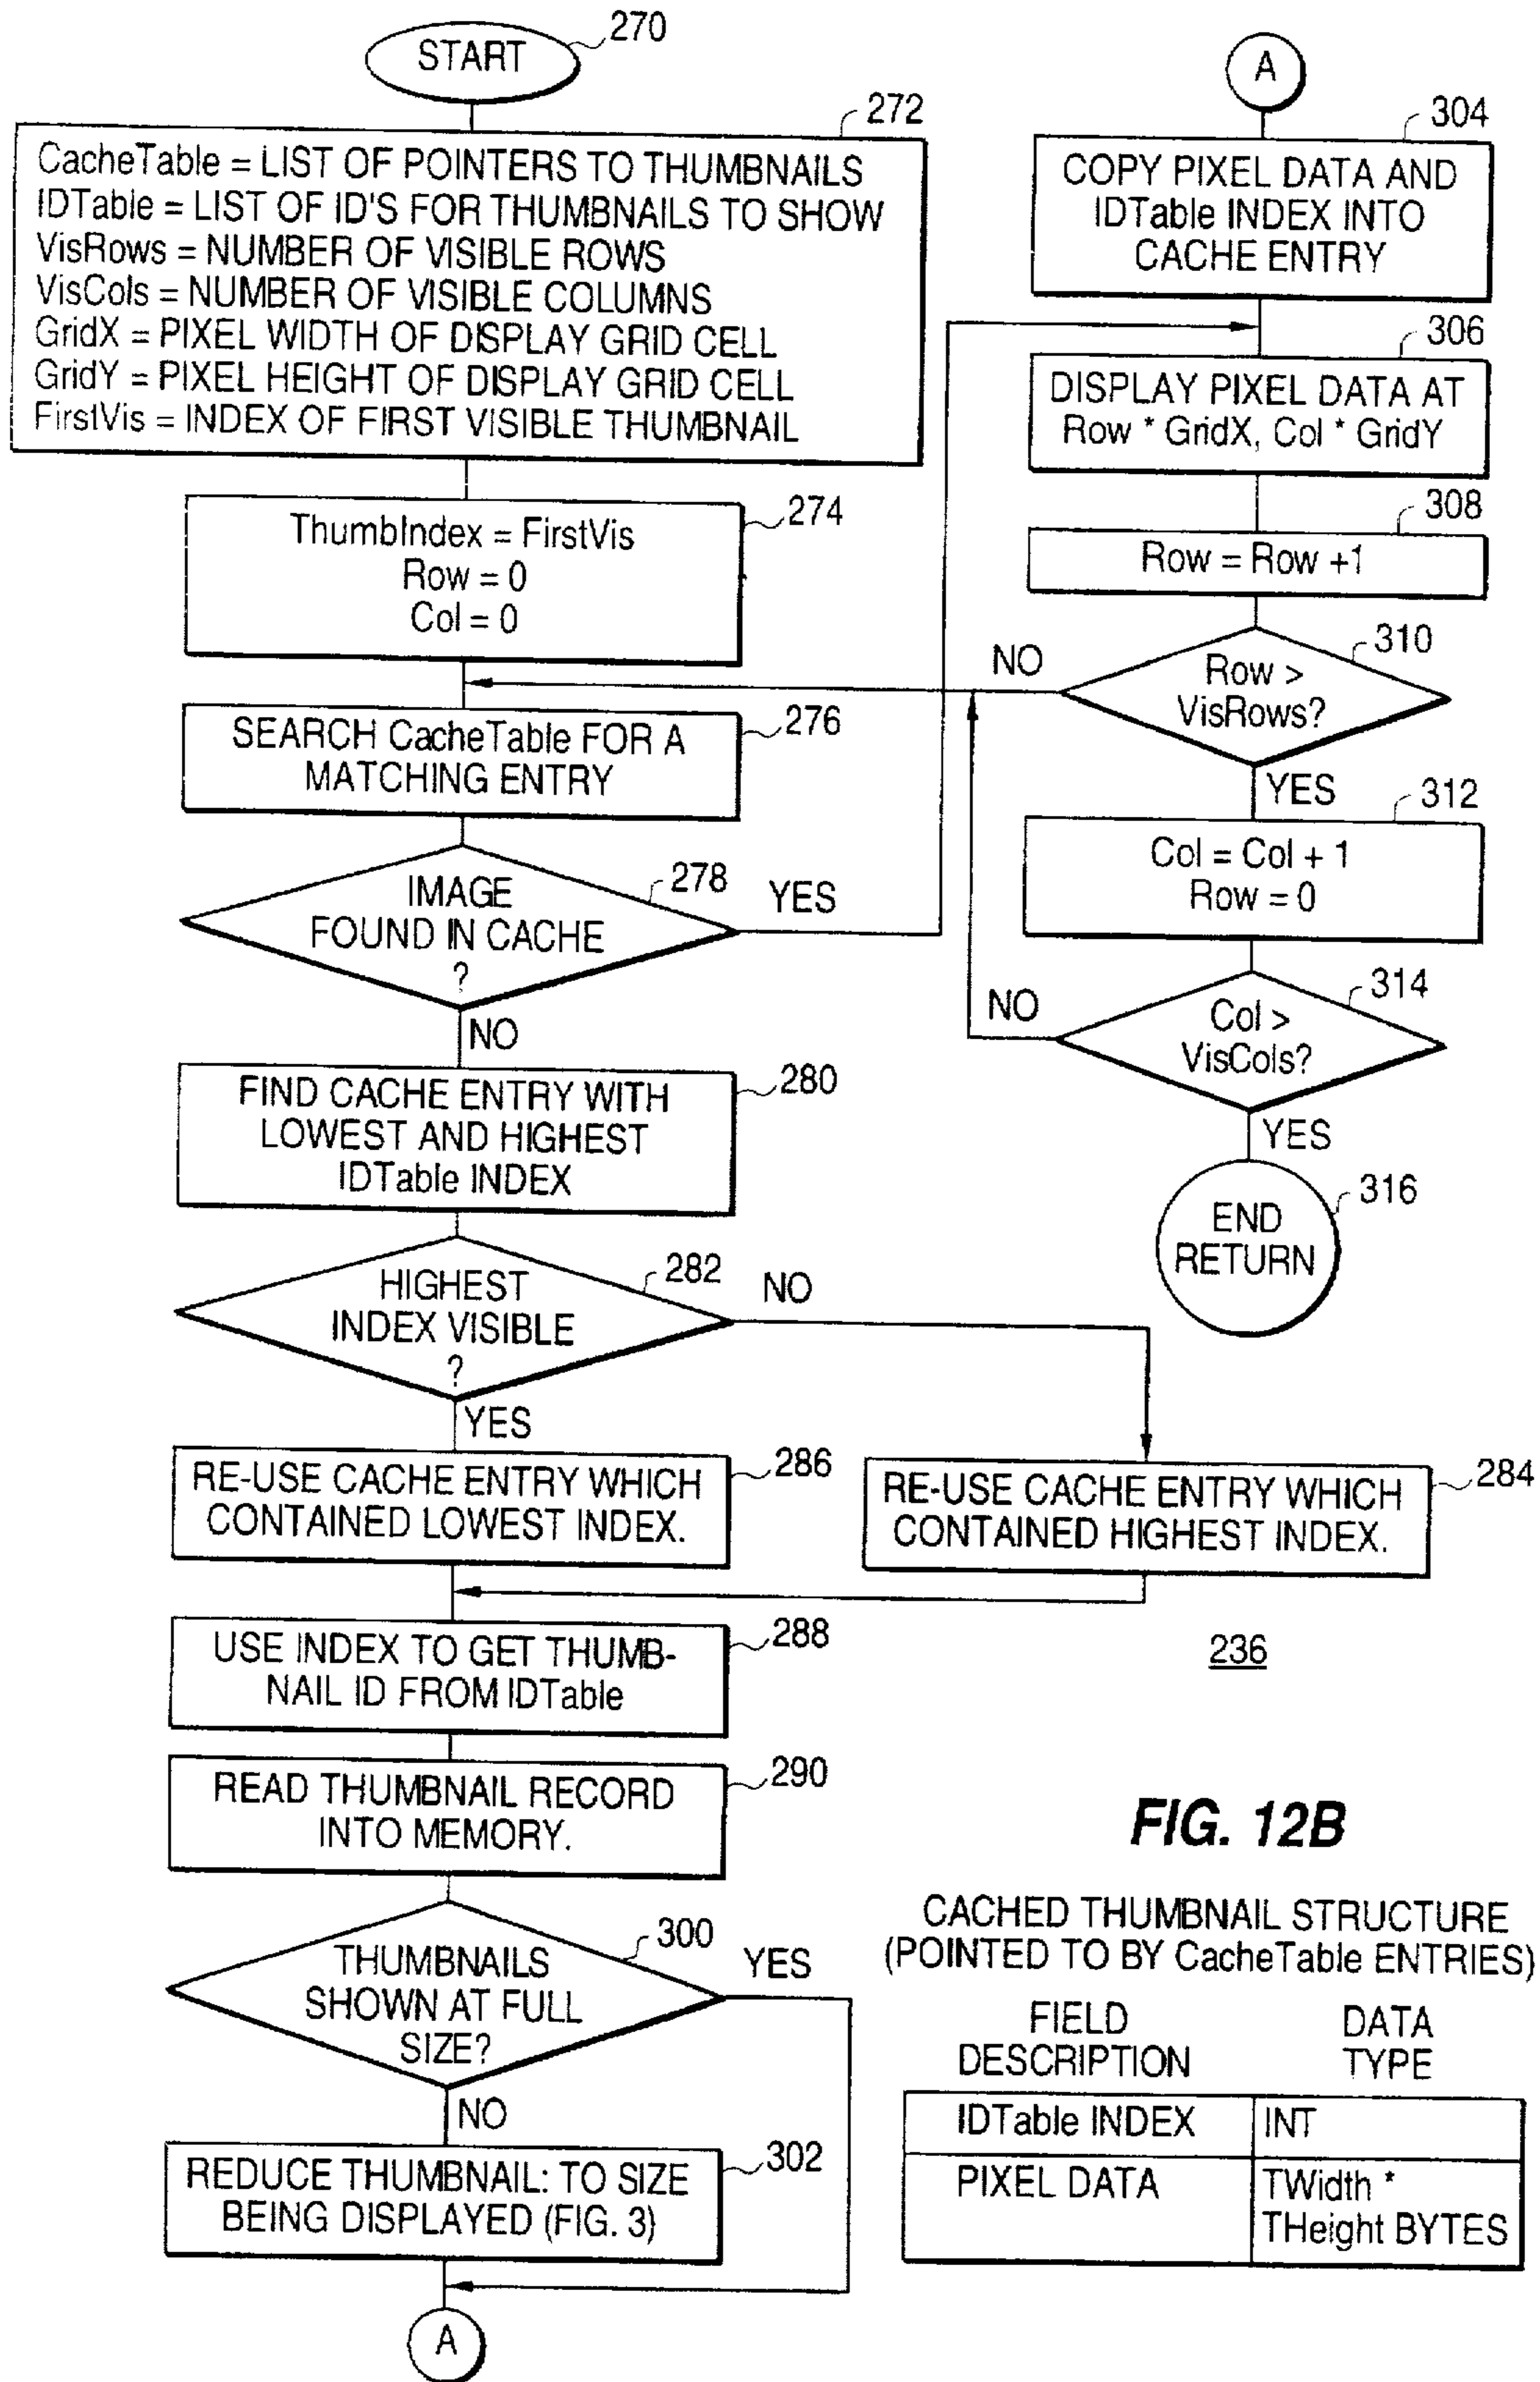 START
270
272
CacheTable = LIST OF POINTERS TO THUMBNAILS
IDTable = LIST OF ID'S FOR THUMBNAILS TO SHOW
VisRows = NUMBER OF VISIBLE ROWS
VisCols = NUMBER OF VISIBLE COLUMNS
GridX = PIXEL WIDTH OF DISPLAY GRID CELL
GridY = PIXEL HEIGHT OF DISPLAY GRID CELL
FirstVis = INDEX OF FIRST VISIBLE THUMBNAIL
274
ThumbIndex = FirstVis
Row = 0
Col = 0
276
SEARCH CacheTable FOR A
MATCHING ENTRY
278
IMAGE
FOUND IN CACHE
?
YES
NO
280
FIND CACHE ENTRY WITH
LOWEST AND HIGHEST
IDTable INDEX
282
HIGHEST
INDEX VISIBLE
?
NO
YES
286
RE-USE CACHE ENTRY WHICH
CONTAINED LOWEST INDEX.
284
RE-USE CACHE ENTRY WHICH
CONTAINED HIGHEST INDEX.
288
USE INDEX TO GET THUMB-
NAIL ID FROM IDTable
290
READ THUMBNAIL RECORD
INTO MEMORY.
300
THUMBNAILS
SHOWN AT FULL
SIZE?
YES
NO
302
REDUCE THUMBNAIL: TO SIZE
BEING DISPLAYED (FIG. 3)
A
A
304
COPY PIXEL DATA AND
IDTable INDEX INTO
CACHE ENTRY
306
DISPLAY PIXEL DATA AT
Row * GridX, Col * GridY
308
Row = Row +1
310
Row >
VisRows?
NO
YES
312
Col = Col + 1
Row = 0
314
Col >
VisCols?
NO
YES
316
END
RETURN
236
FIG. 12B
CACHED THUMBNAIL STRUCTURE
(POINTED TO BY CacheTable ENTRIES)
FIELD DATA
DESCRIPTION TYPE
IDTable INDEX INT
PIXEL DATA TWidth *
THeight BYTES